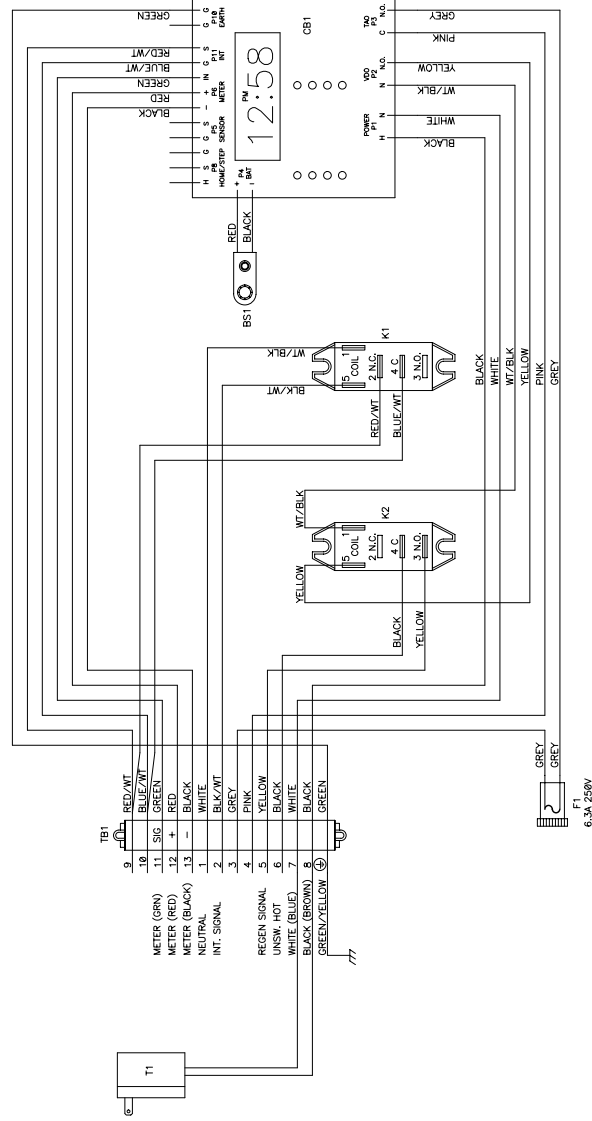 GREEN
G P10
G EARTH
RED/WT
BLUE/WT
S P11
G INT
GREEN
RED
BLACK
IN P6
+ METER
−
S P5
G SENSOR
G P8
S HOME/STEP
H
P4
+ BAT −
PM
12:58
CB1
GREY
PINK
N.O. TAO
C P3
YELLOW
WT/BLK
N.O. VDO
N P2
WHITE
BLACK
N POWER
H P1
RED
BLACK
BS1
WT/BLK
BLK/WT
K1
1
COIL
5
2 N.C.
4 C
3 N.O.
RED/WT
BLUE/WT
BLACK
WHITE
WT/BLK
YELLOW
PINK
GREY
WT/BLK
YELLOW
K2
1
COIL
5
2 N.C.
4 C
3 N.O.
BLACK
YELLOW
TB1
9 RED/WT
10 BLUE/WT
METER (GRN) 11 SIG GREEN
METER (RED) 12 + RED
METER (BLACK) 13 − BLACK
NEUTRAL 1 WHITE
INT. SIGNAL 2 BLK/WT
3 GREY
4 PINK
REGEN SIGNAL 5 YELLOW
UNSW. HOT 6 BLACK
WHITE (BLUE) 7 WHITE
BLACK (BROWN) 8 BLACK
GREEN/YELLOW GREEN
T1
GREY
GREY
F1
6.3A 250V